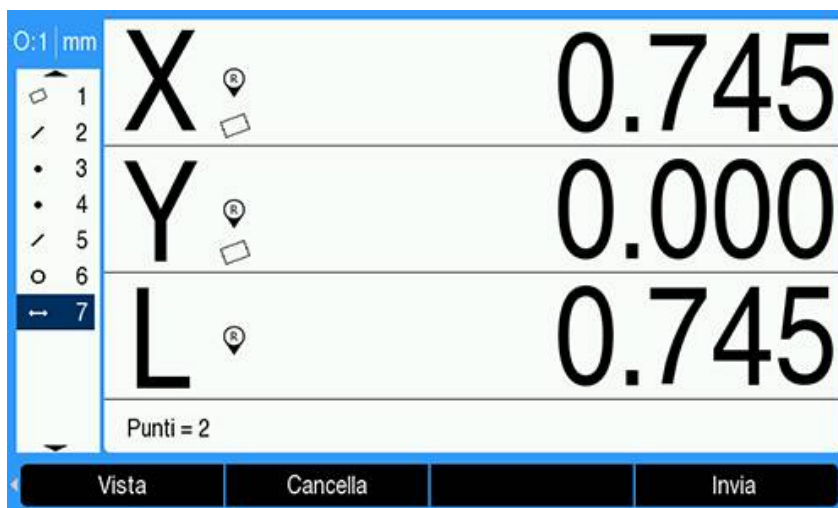 O:1 mm
1
2
3
4
5
6
7
X R 0.745
Y R 0.000
L R 0.745
Punti = 2
Vista Cancella Invia